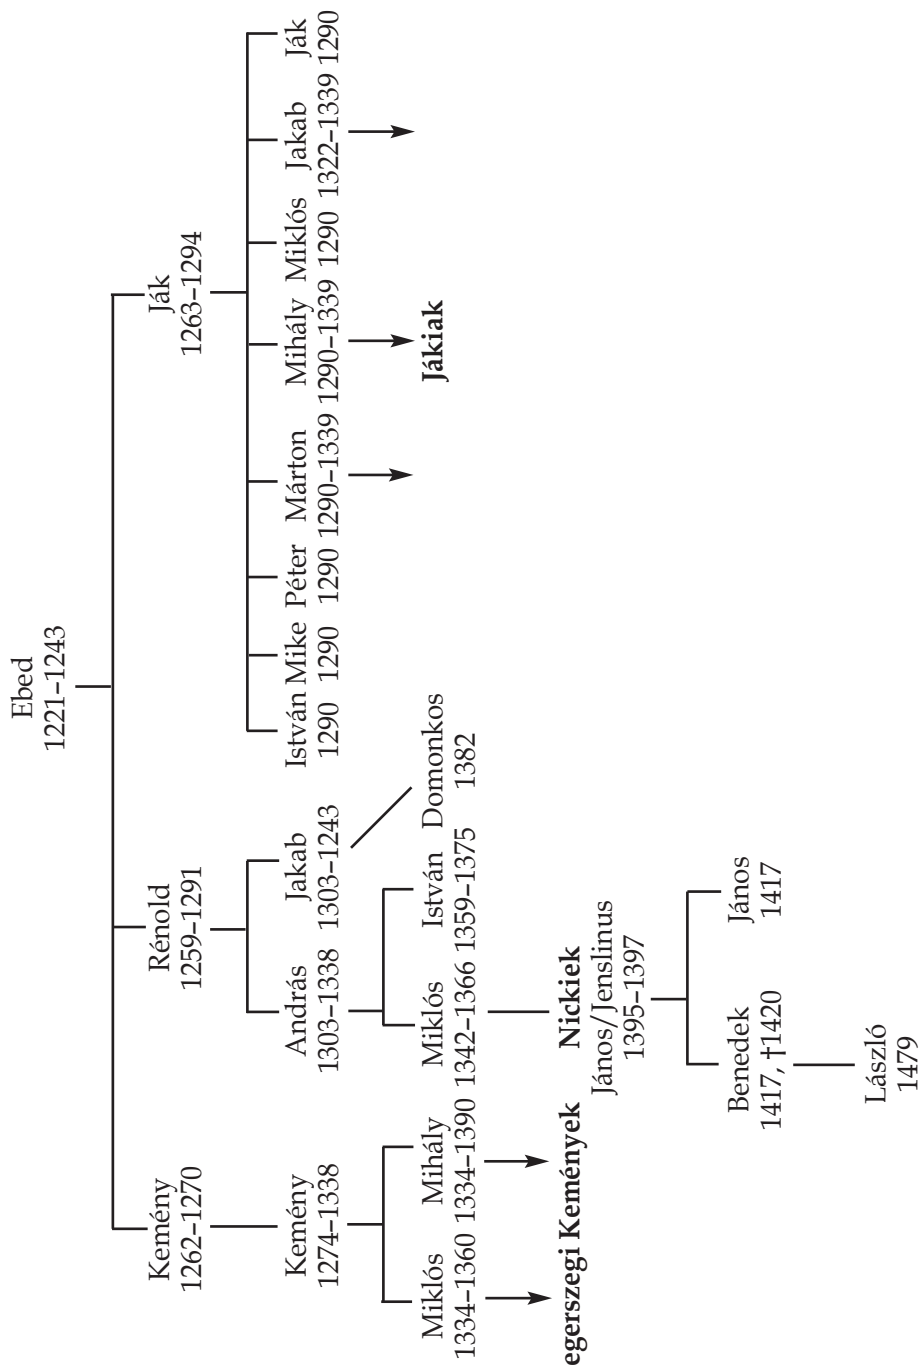 Ebed
1221–1243
Kemény
1262–1270
Rénold
1259–1291
Ják
1263–1294
Kemény
1274–1338
András
1303–1338
Jakab
1303–1243
István
1290
Mike
1290
Péter
1290
Márton
1290–1339
Mihály
1290–1339
Miklós
1290
Jakab
1322–1339
Ják
1290
Miklós
1334–1360
Mihály
1334–1390
Miklós
1342–1366
István
1359–1375
Domonkos
1382
Jákiak
egerszegi Kemények
Nickiek
János/Jenslinus
1395–1397
Benedek
1417, †1420
János
1417
László
1479